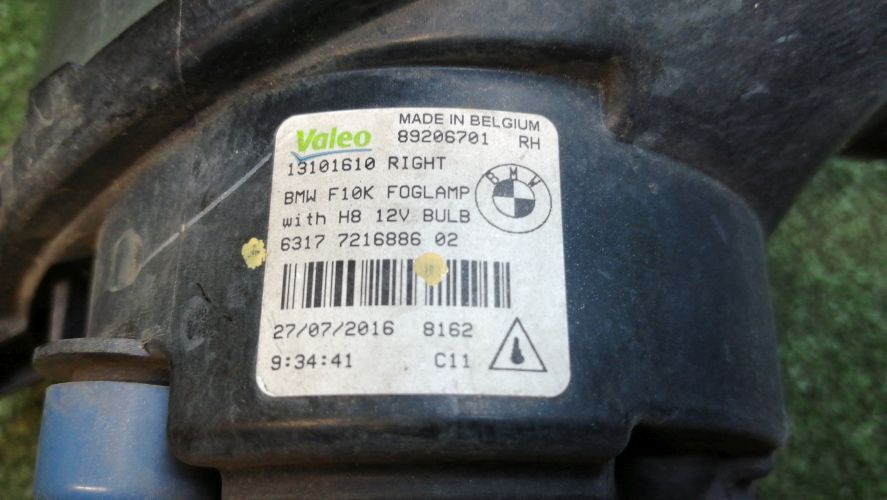 Valeo MADE IN BELGIUM
89206701 RH
13101610 RIGHT
BMW F10K FOGLAMP
with H8 12V BULB
BMW
6317 7216886 02
27/07/2016 8162
9:34:41 C11